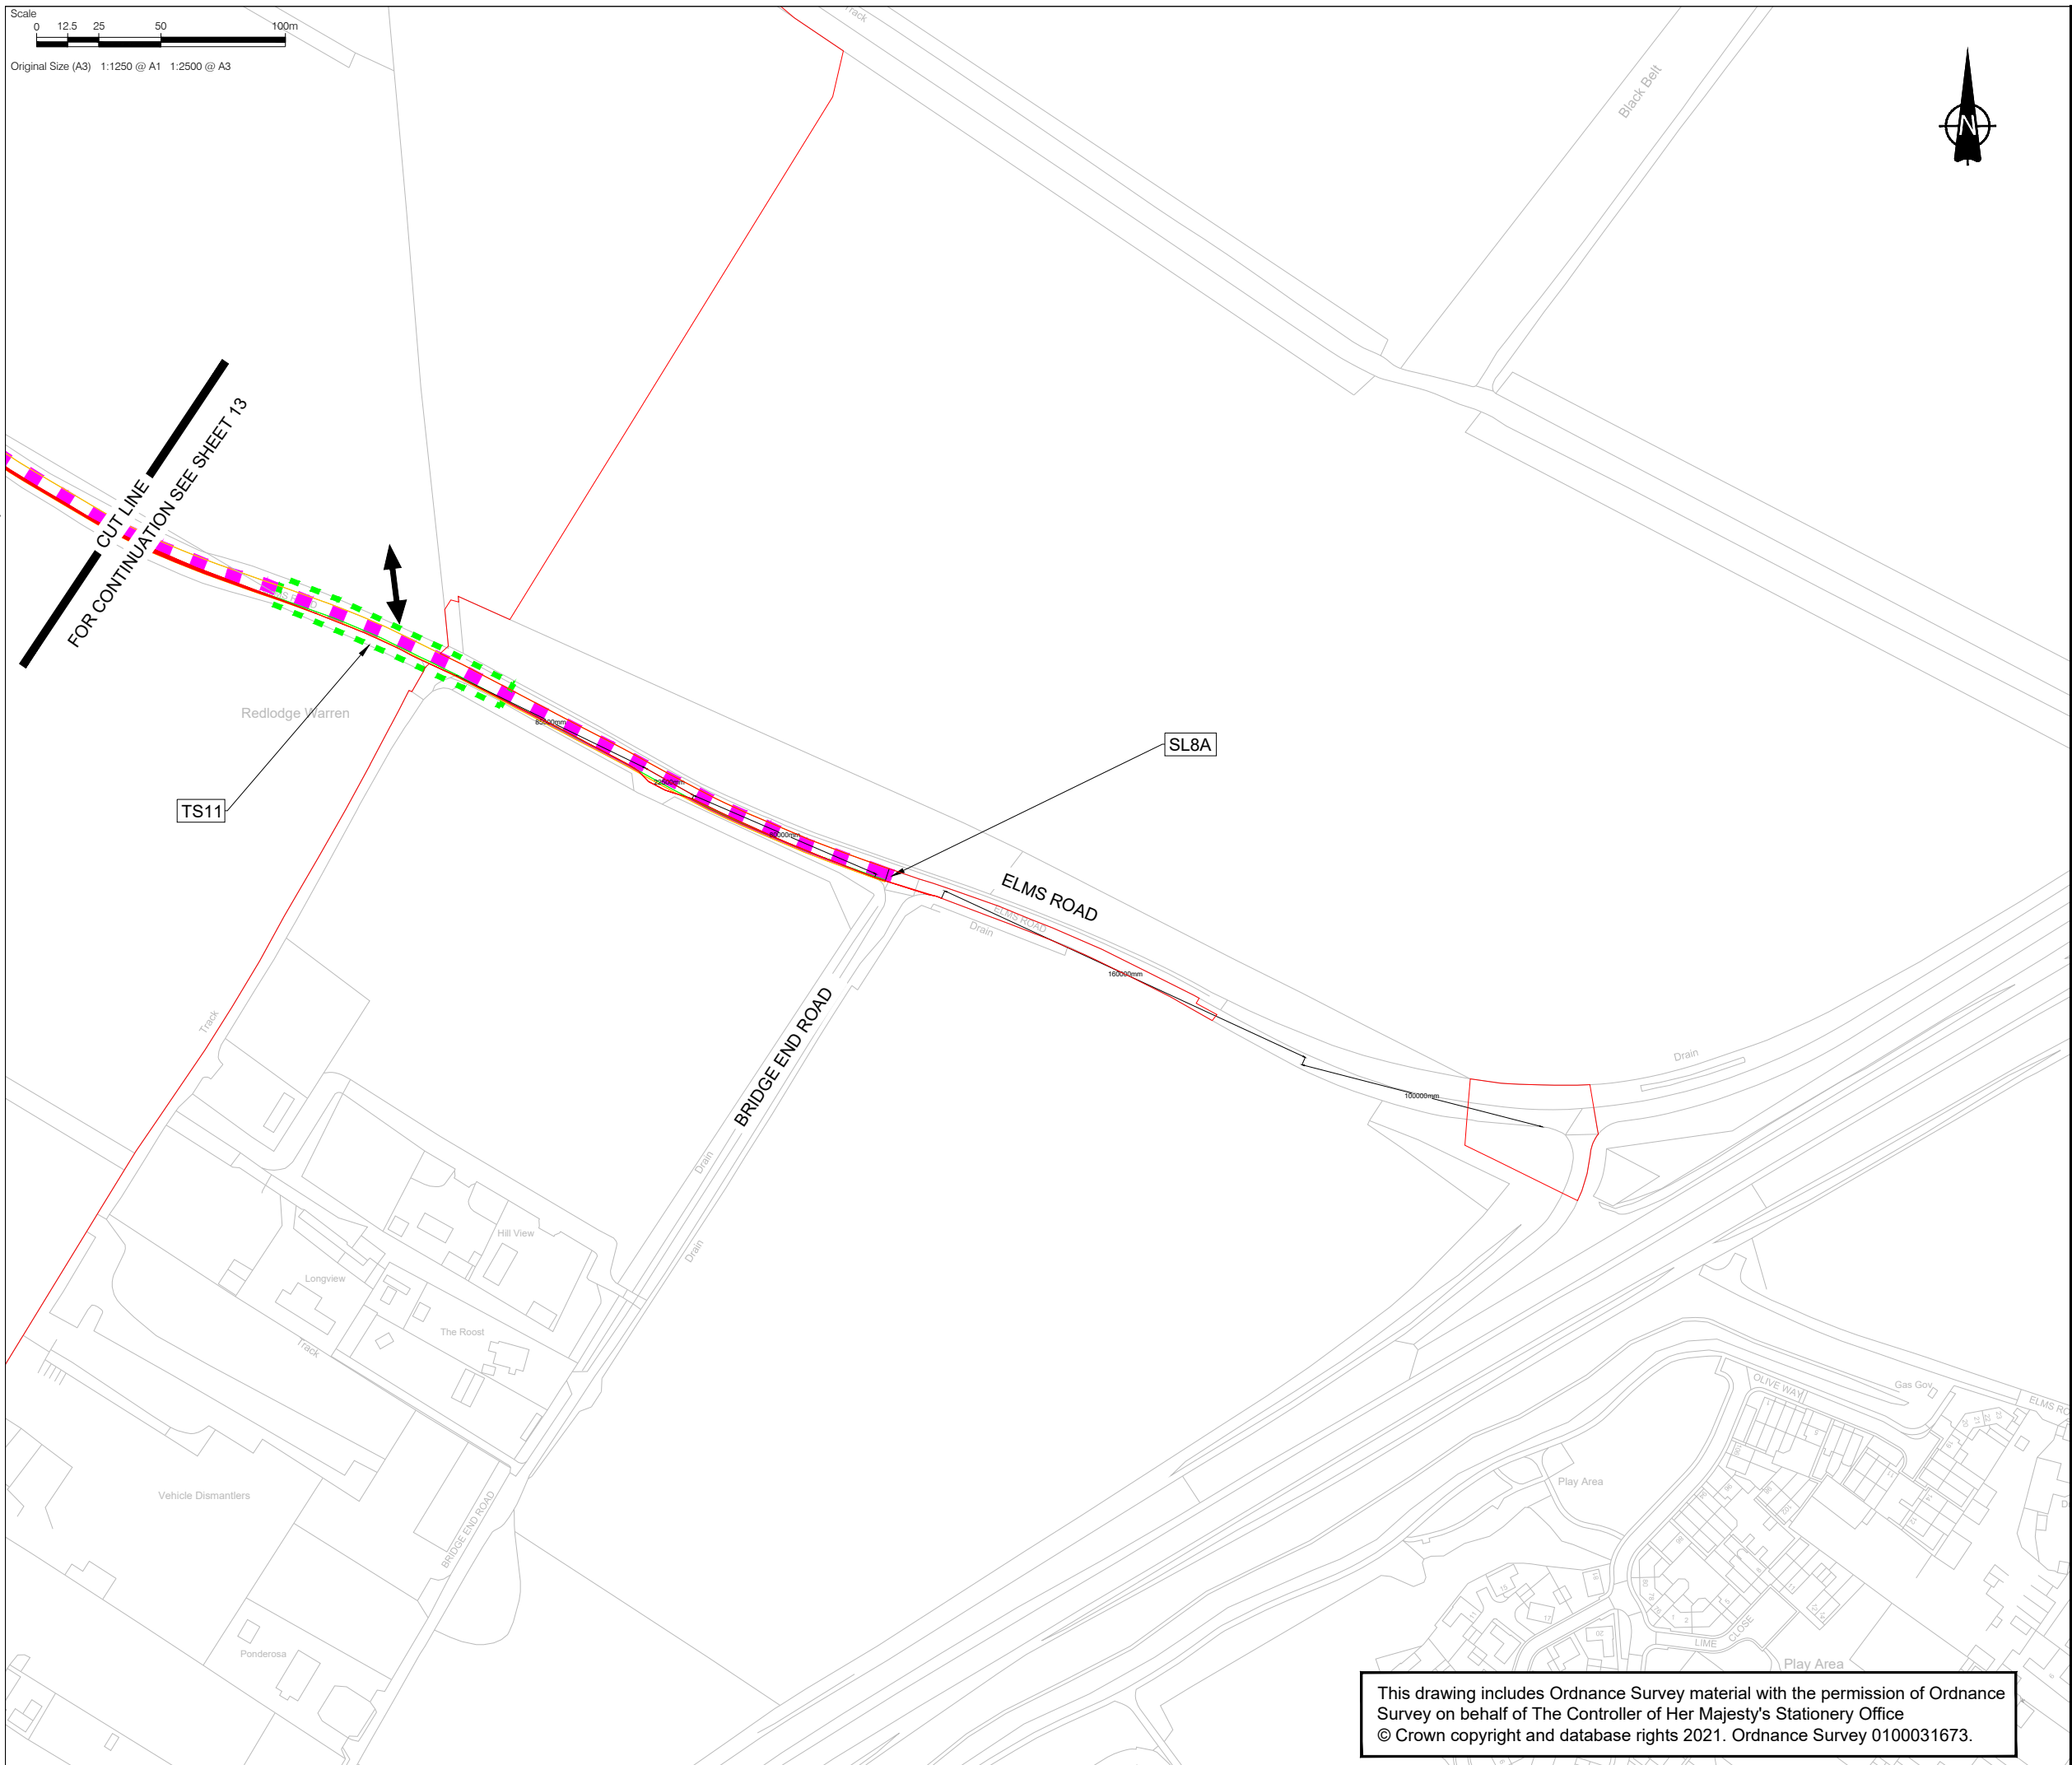 Scale
0 12.5 25 50 100m
Original Size (A3) 1:1250 @ A1 1:2500 @ A3
Track
Black Belt
N
CUT LINE
FOR CONTINUATION SEE SHEET 13
Redlodge Warren
TS11
SL8A
85000mm
160000mm
100000mm
ELMS ROAD
ELMS ROAD
Drain
Drain
Track
BRIDGE END ROAD
Drain
Drain
Hill View
Longview
The Roost
Track
Vehicle Dismantlers
BRIDGE END ROAD
Ponderosa
OLIVE WAY
Gas Gov
ELMS RO
Play Area
LIME CLOSE
Play Area
This drawing includes Ordnance Survey material with the permission of Ordnance
Survey on behalf of The Controller of Her Majesty's Stationery Office
© Crown copyright and database rights 2021. Ordnance Survey 0100031673.